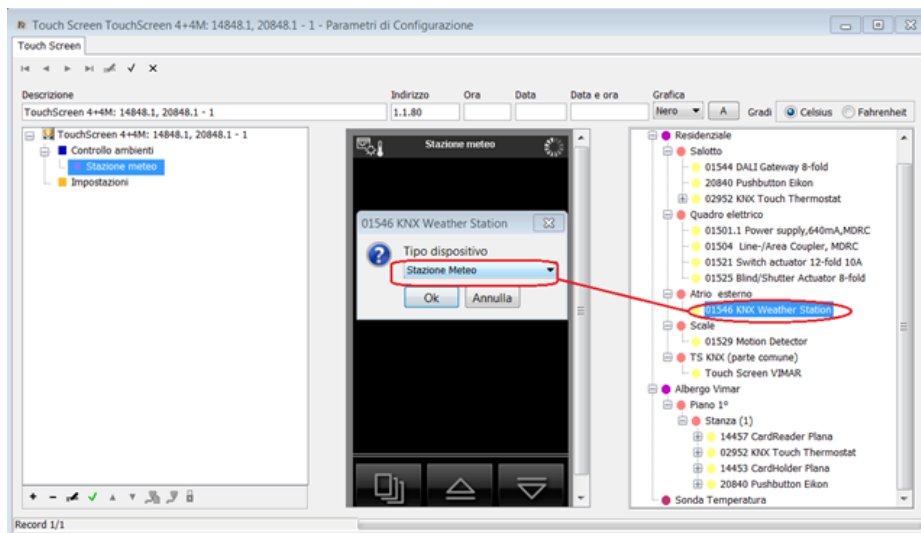 Touch Screen TouchScreen 4+4M: 14848.1, 20848.1 - 1 - Parametri di Configurazione
Touch Screen
Descrizione Indirizzo Ora Data Data e ora Grafica
TouchScreen 4+4M: 14848.1, 20848.1 - 1 1.1.80 Nero A Gradi Celsius Fahrenheit
TouchScreen 4+4M: 14848.1, 20848.1 - 1
Controllo ambienti
Stazione meteo
Impostazioni
Stazione meteo
01546 KNX Weather Station
Tipo dispositivo
Stazione Meteo
Ok Annulla
Residenziale
Salotto
01544 DALI Gateway 8-fold
20840 Pushbutton Eikon
02952 KNX Touch Thermostat
Quadro elettrico
01501.1 Power supply,640mA,MDRC
01504 Line-/Area Coupler, MDRC
01521 Switch actuator 12-fold 10A
01525 Blind/Shutter Actuator 8-fold
Atrio esterno
01546 KNX Weather Station
Scale
01529 Motion Detector
TS KNX (parte comune)
Touch Screen VIMAR
Albergo Vimar
Piano 1°
Stanza (1)
14457 CardReader Plana
02952 KNX Touch Thermostat
14453 CardHolder Plana
20840 Pushbutton Eikon
Sonda Temperatura
Record 1/1